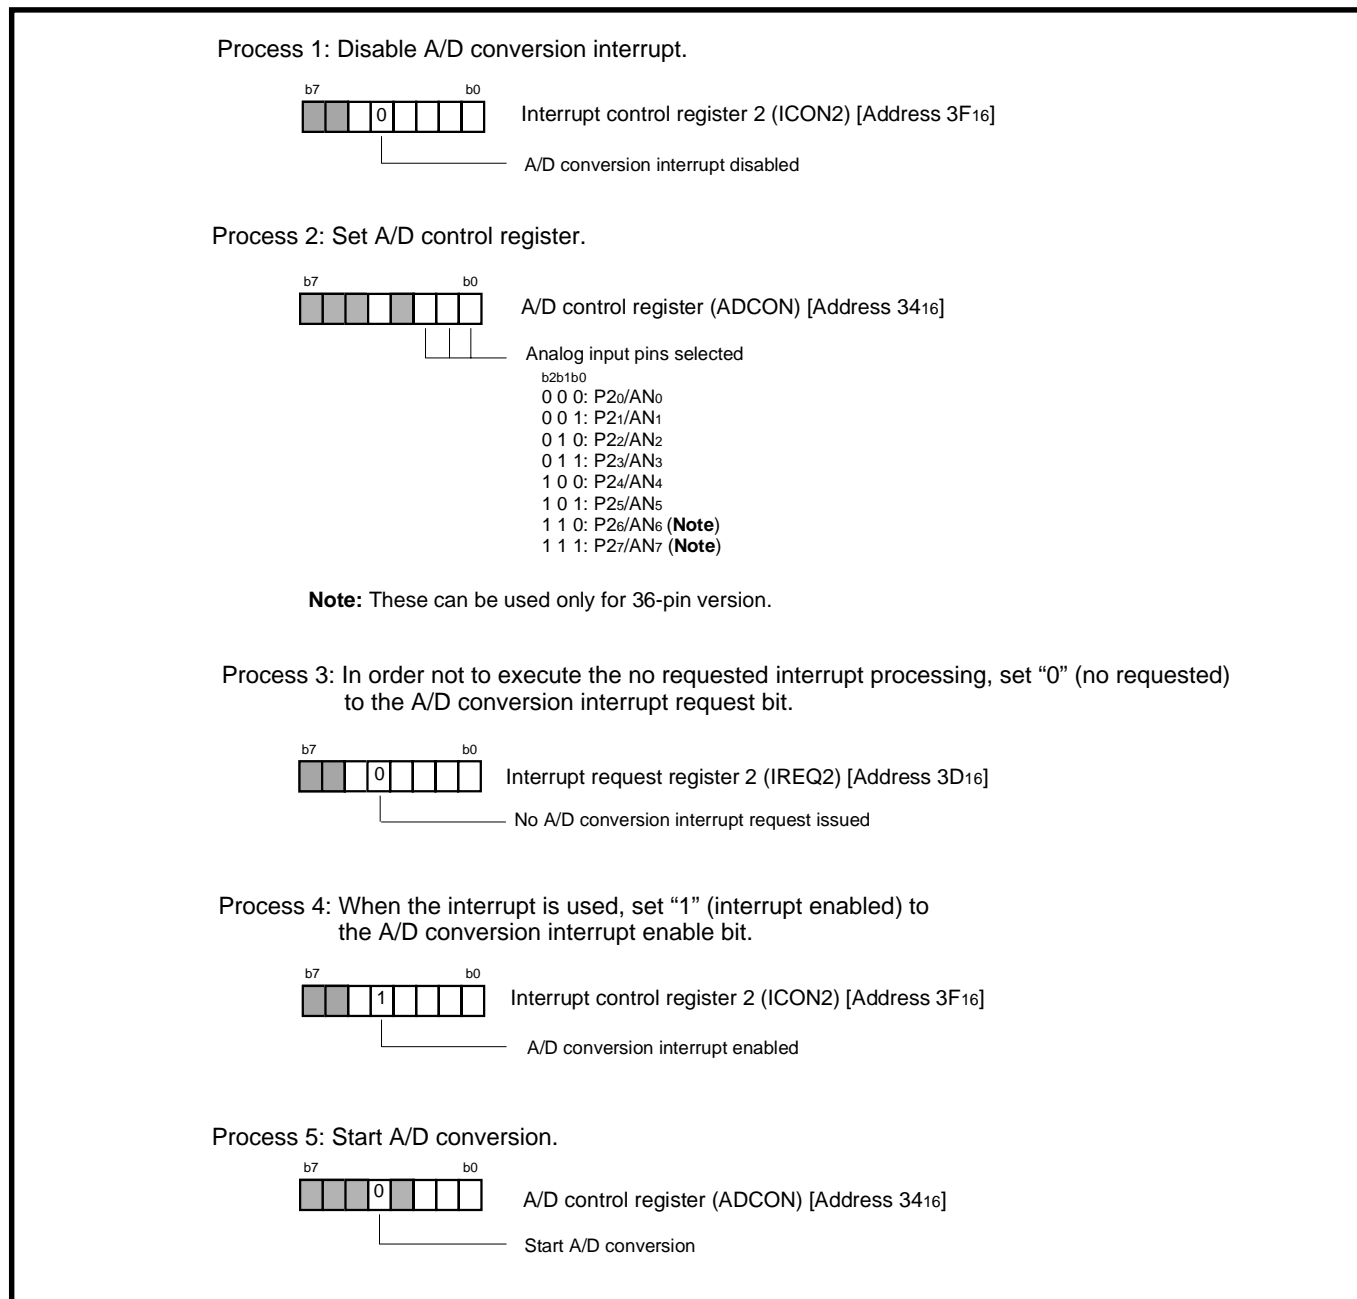 Process 1: Disable A/D conversion interrupt.
b7 b0
0 Interrupt control register 2 (ICON2) [Address 3F16]
A/D conversion interrupt disabled
Process 2: Set A/D control register.
b7 b0
A/D control register (ADCON) [Address 3416]
Analog input pins selected
b2b1b0
0 0 0: P20/AN0
0 0 1: P21/AN1
0 1 0: P22/AN2
0 1 1: P23/AN3
1 0 0: P24/AN4
1 0 1: P25/AN5
1 1 0: P26/AN6 (Note)
1 1 1: P27/AN7 (Note)
Note: These can be used only for 36-pin version.
Process 3: In order not to execute the no requested interrupt processing, set “0” (no requested)
to the A/D conversion interrupt request bit.
b7 b0
0 Interrupt request register 2 (IREQ2) [Address 3D16]
No A/D conversion interrupt request issued
Process 4: When the interrupt is used, set “1” (interrupt enabled) to
the A/D conversion interrupt enable bit.
b7 b0
1 Interrupt control register 2 (ICON2) [Address 3F16]
A/D conversion interrupt enabled
Process 5: Start A/D conversion.
b7 b0
0 A/D control register (ADCON) [Address 3416]
Start A/D conversion